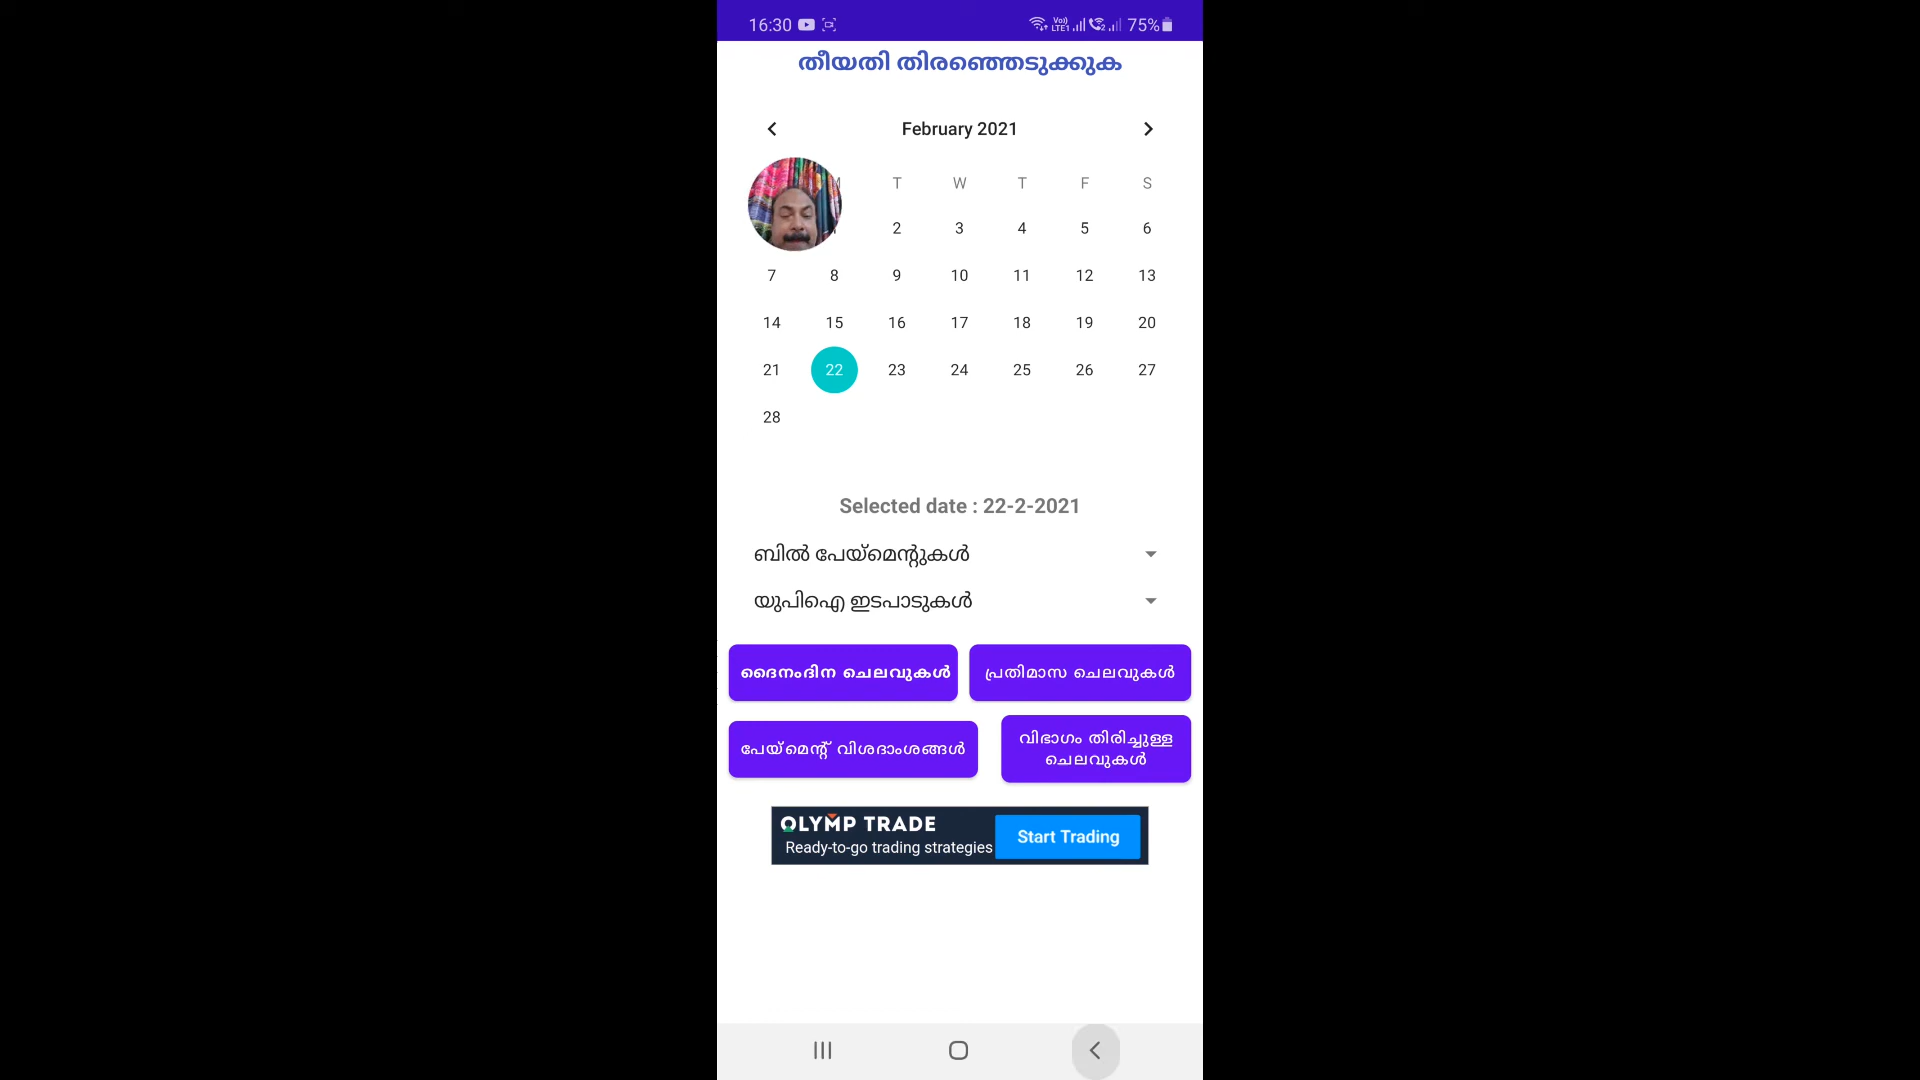 16:30 Vo) LTE1 2 75%
തീയതി തിരഞ്ഞെടുക്കുക
February 2021
T W T F S
2 3 4 5 6
7 8 9 10 11 12 13
14 15 16 17 18 19 20
21 22 23 24 25 26 27
28
Selected date : 22-2-2021
ബിൽ പേയ്മെന്റുകൾ
യുപിഐ ഇടപാടുകൾ
ദൈനംദിന ചെലവുകൾ പ്രതിമാസ ചെലവുകൾ
പേയ്മെന്റ് വിശദാംശങ്ങൾ
വിഭാഗം തിരിച്ചുള്ള
ചെലവുകൾ
OLYMP TRADE
Ready-to-go trading strategies
Start Trading